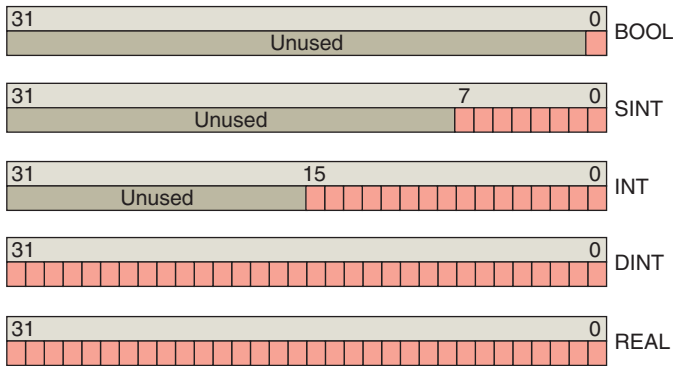 31 0 BOOL
Unused
31 7 0 SINT
Unused
31 15 0 INT
Unused
31 0 DINT
31 0 REAL